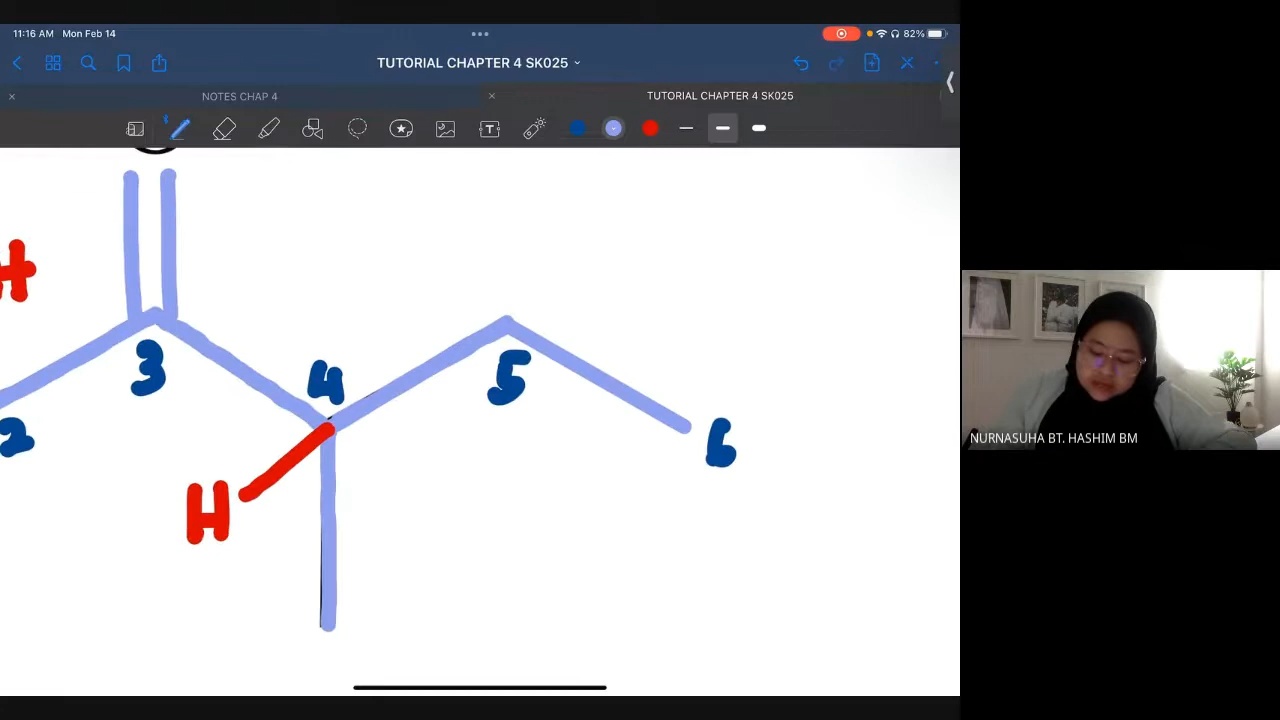 11:16 AM Mon Feb 14
82%
TUTORIAL CHAPTER 4 SK025
NOTES CHAP 4
TUTORIAL CHAPTER 4 SK025
H
3
4
5
2
6
H
NURNASUHA BT. HASHIM BM